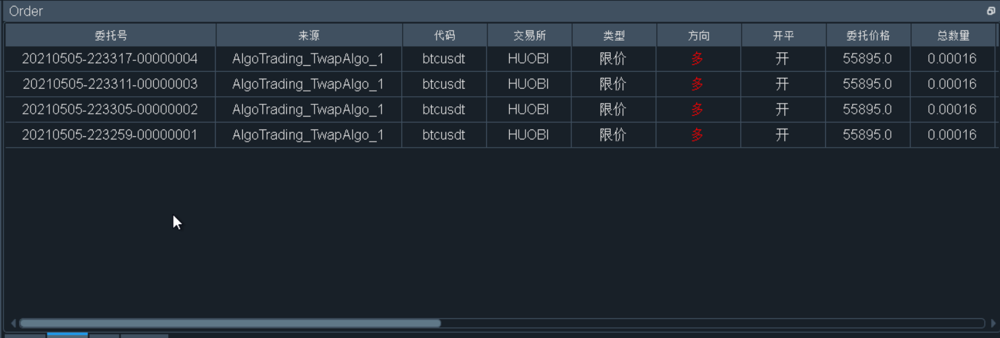 Order
委托号 来源 代码 交易所 类型 方向 开平 委托价格 总数量
20210505-223317-00000004 AlgoTrading_TwapAlgo_1 btcusdt HUOBI 限价 多 开 55895.0 0.00016
20210505-223311-00000003 AlgoTrading_TwapAlgo_1 btcusdt HUOBI 限价 多 开 55895.0 0.00016
20210505-223305-00000002 AlgoTrading_TwapAlgo_1 btcusdt HUOBI 限价 多 开 55895.0 0.00016
20210505-223259-00000001 AlgoTrading_TwapAlgo_1 btcusdt HUOBI 限价 多 开 55895.0 0.00016